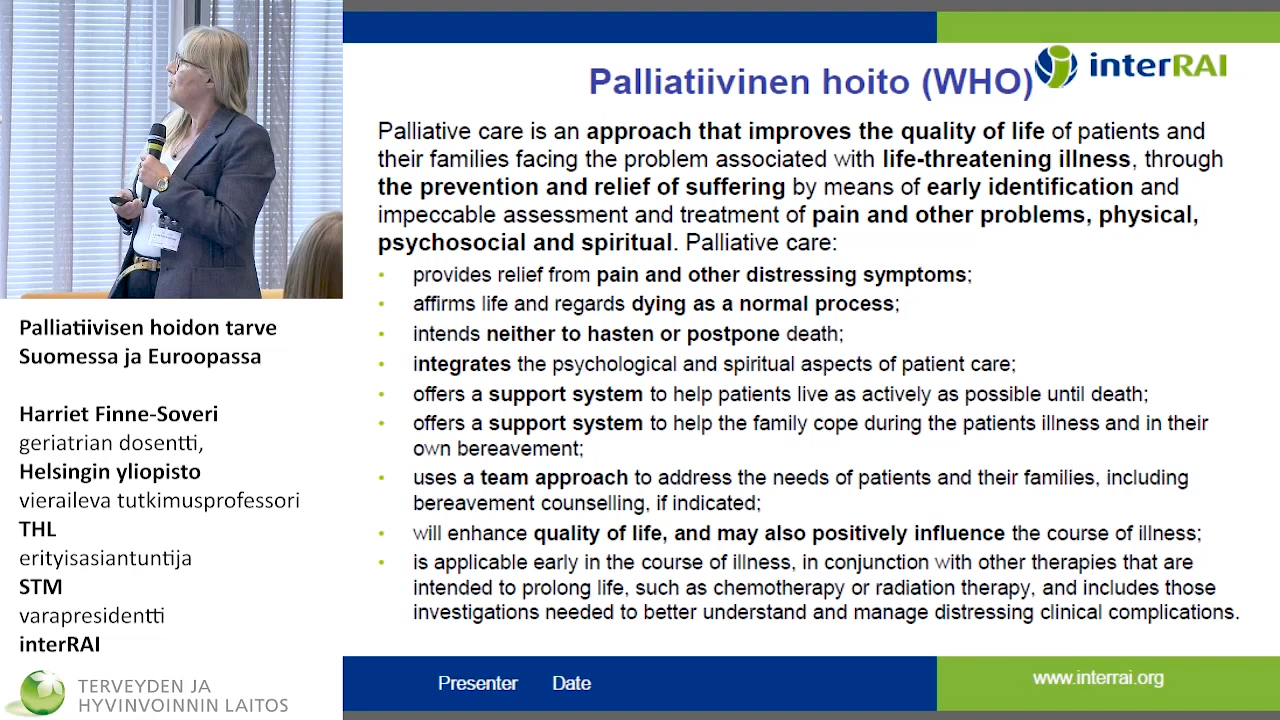 Palliatiivinen hoito (WHO)
interRAI
Palliative care is an approach that improves the quality of life of patients and
their families facing the problem associated with life-threatening illness, through
the prevention and relief of suffering by means of early identification and
impeccable assessment and treatment of pain and other problems, physical,
psychosocial and spiritual. Palliative care:
• provides relief from pain and other distressing symptoms;
• affirms life and regards dying as a normal process;
• intends neither to hasten or postpone death;
• integrates the psychological and spiritual aspects of patient care;
• offers a support system to help patients live as actively as possible until death;
• offers a support system to help the family cope during the patients illness and in their
own bereavement;
• uses a team approach to address the needs of patients and their families, including
bereavement counselling, if indicated;
• will enhance quality of life, and may also positively influence the course of illness;
• is applicable early in the course of illness, in conjunction with other therapies that are
intended to prolong life, such as chemotherapy or radiation therapy, and includes those
investigations needed to better understand and manage distressing clinical complications.
Presenter Date
www.interrai.org
Palliatiivisen hoidon tarve
Suomessa ja Euroopassa
Harriet Finne-Soveri
geriatrian dosentti,
Helsingin yliopisto
vieraileva tutkimusprofessori
THL
erityisasiantuntija
STM
varapresidentti
interRAI
TERVEYDEN JA
HYVINVOINNIN LAITOS